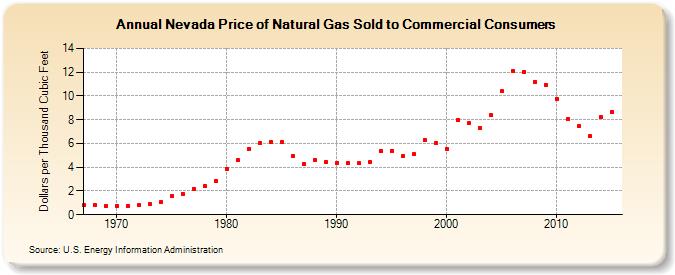 Annual Nevada Price of Natural Gas Sold to Commercial Consumers
Dollars per Thousand Cubic Feet
14
12
10
8
6
4
2
0
1970 1980 1990 2000 2010
Source: U.S. Energy Information Administration